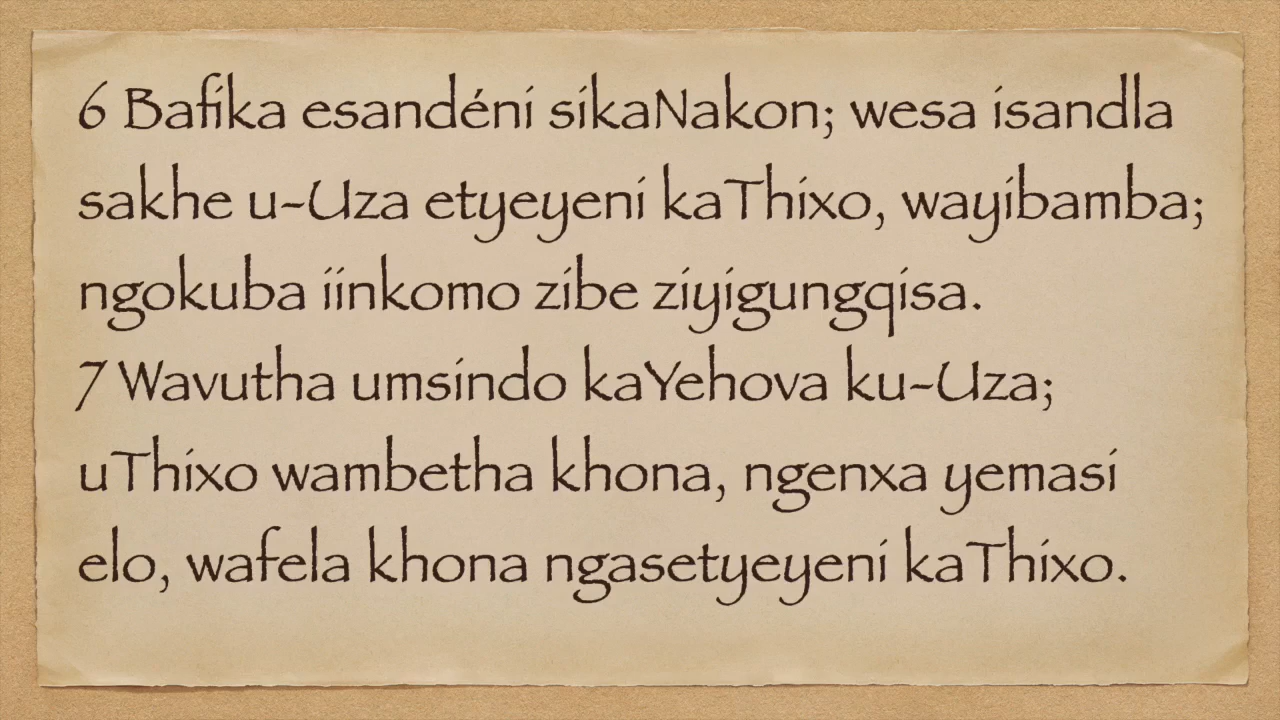 6 Bafika esandéni sikaNakon; wesa isandla
sakhe u-Uza etyeyeni kaThixo, wayibamba;
ngokuba iinkomo zibe ziyigungqisa.
7 Wavutha umsindo kaYehova ku-Uza;
uThixo wambetha khona, ngenxa yemasi
elo, wafela khona ngasetyeyeni kaThixo.